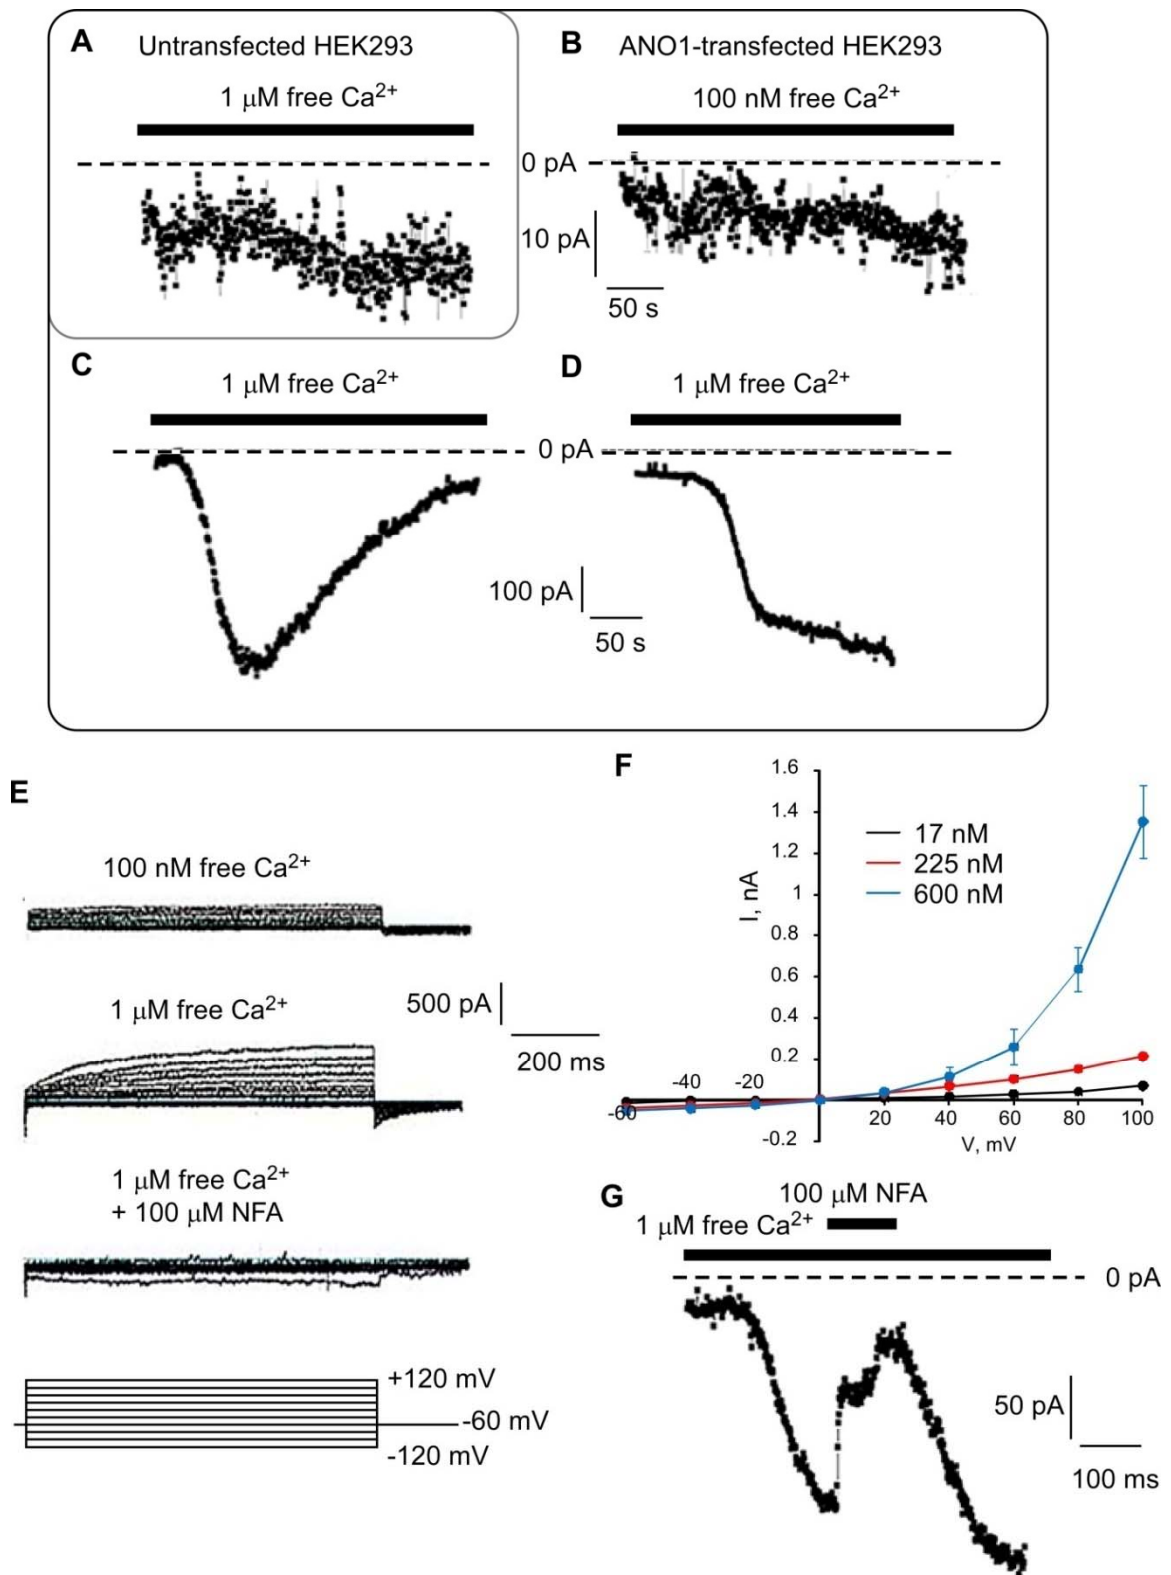 A Untransfected HEK293
1 μM free Ca2+
B ANO1-transfected HEK293
100 nM free Ca2+
0 pA
10 pA
50 s
C
1 μM free Ca2+
D
1 μM free Ca2+
0 pA
100 pA
50 s
E
100 nM free Ca2+
1 μM free Ca2+
500 pA
200 ms
1 μM free Ca2+
+ 100 μM NFA
+120 mV
-60 mV
-120 mV
F
I, nA
1.6
1.4
1.2
1
0.8
0.6
0.4
0.2
-0.2
17 nM
225 nM
600 nM
-60
-40
-20
20
40
60
80
100
V, mV
G
100 μM NFA
1 μM free Ca2+
0 pA
50 pA
100 ms